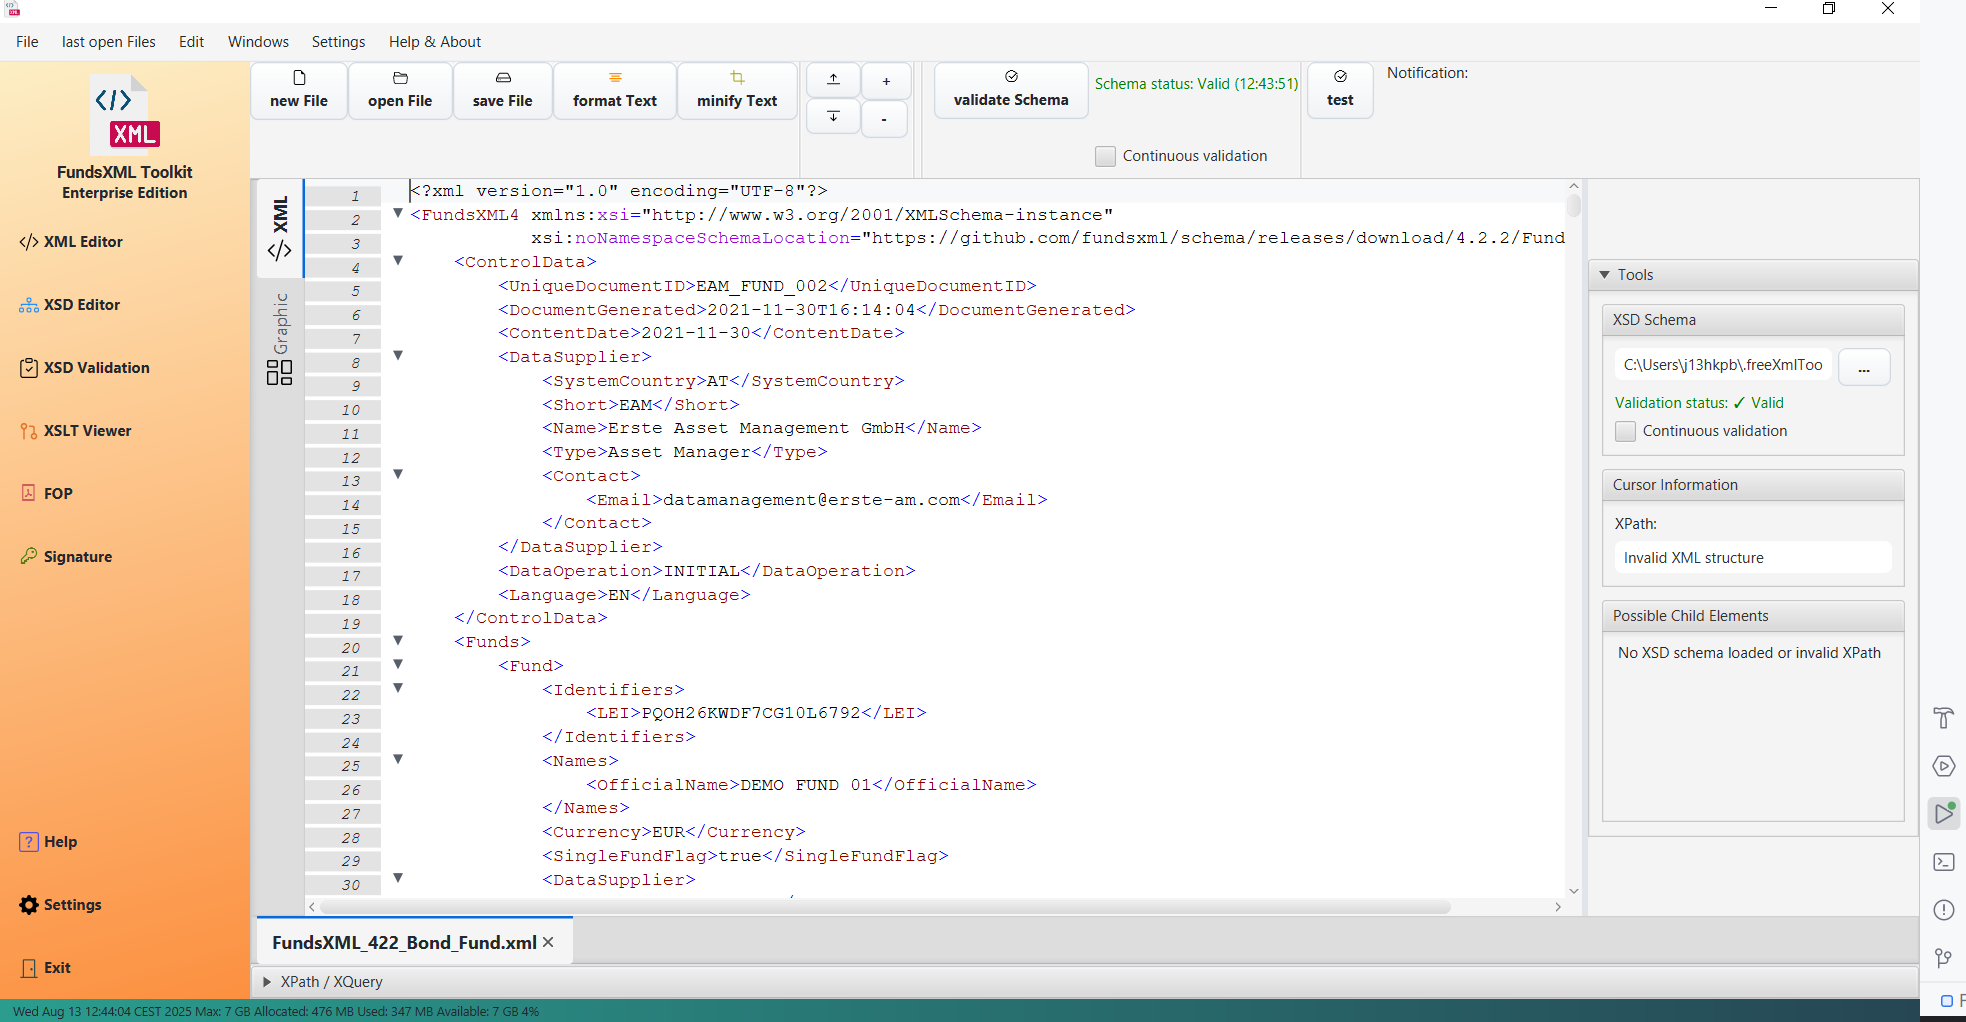 File last open Files Edit Windows Settings Help & About
XML
FundsXML Toolkit
Enterprise Edition
XML Editor
XSD Editor
XSD Validation
XSLT Viewer
FOP
Signature
Help
Settings
Exit
new File
open File
save File
format Text
minify Text
+
-
validate Schema
Schema status: Valid (12:43:51)
Continuous validation
test
Notification:
XML
Graphic
1 <?xml version="1.0" encoding="UTF-8"?>
2 <FundsXML4 xmlns:xsi="http://www.w3.org/2001/XMLSchema-instance"
3 xsi:noNamespaceSchemaLocation="https://github.com/fundsxml/schema/releases/download/4.2.2/Fund
4 <ControlData>
5 <UniqueDocumentID>EAM_FUND_002</UniqueDocumentID>
6 <DocumentGenerated>2021-11-30T16:14:04</DocumentGenerated>
7 <ContentDate>2021-11-30</ContentDate>
8 <DataSupplier>
9 <SystemCountry>AT</SystemCountry>
10 <Short>EAM</Short>
11 <Name>Erste Asset Management GmbH</Name>
12 <Type>Asset Manager</Type>
13 <Contact>
14 <Email>datamanagement@erste-am.com</Email>
15 </Contact>
16 </DataSupplier>
17 <DataOperation>INITIAL</DataOperation>
18 <Language>EN</Language>
19 </ControlData>
20 <Funds>
21 <Fund>
22 <Identifiers>
23 <LEI>PQOH26KWDF7CG10L6792</LEI>
24 </Identifiers>
25 <Names>
26 <OfficialName>DEMO FUND 01</OfficialName>
27 </Names>
28 <Currency>EUR</Currency>
29 <SingleFundFlag>true</SingleFundFlag>
30 <DataSupplier>
Tools
XSD Schema
C:\Users\j13hkpb\.freeXmlToo
...
Validation status: ✓ Valid
Continuous validation
Cursor Information
XPath:
Invalid XML structure
Possible Child Elements
No XSD schema loaded or invalid XPath
FundsXML_422_Bond_Fund.xml
XPath / XQuery
Wed Aug 13 12:44:04 CEST 2025 Max: 7 GB Allocated: 476 MB Used: 347 MB Available: 7 GB 4%